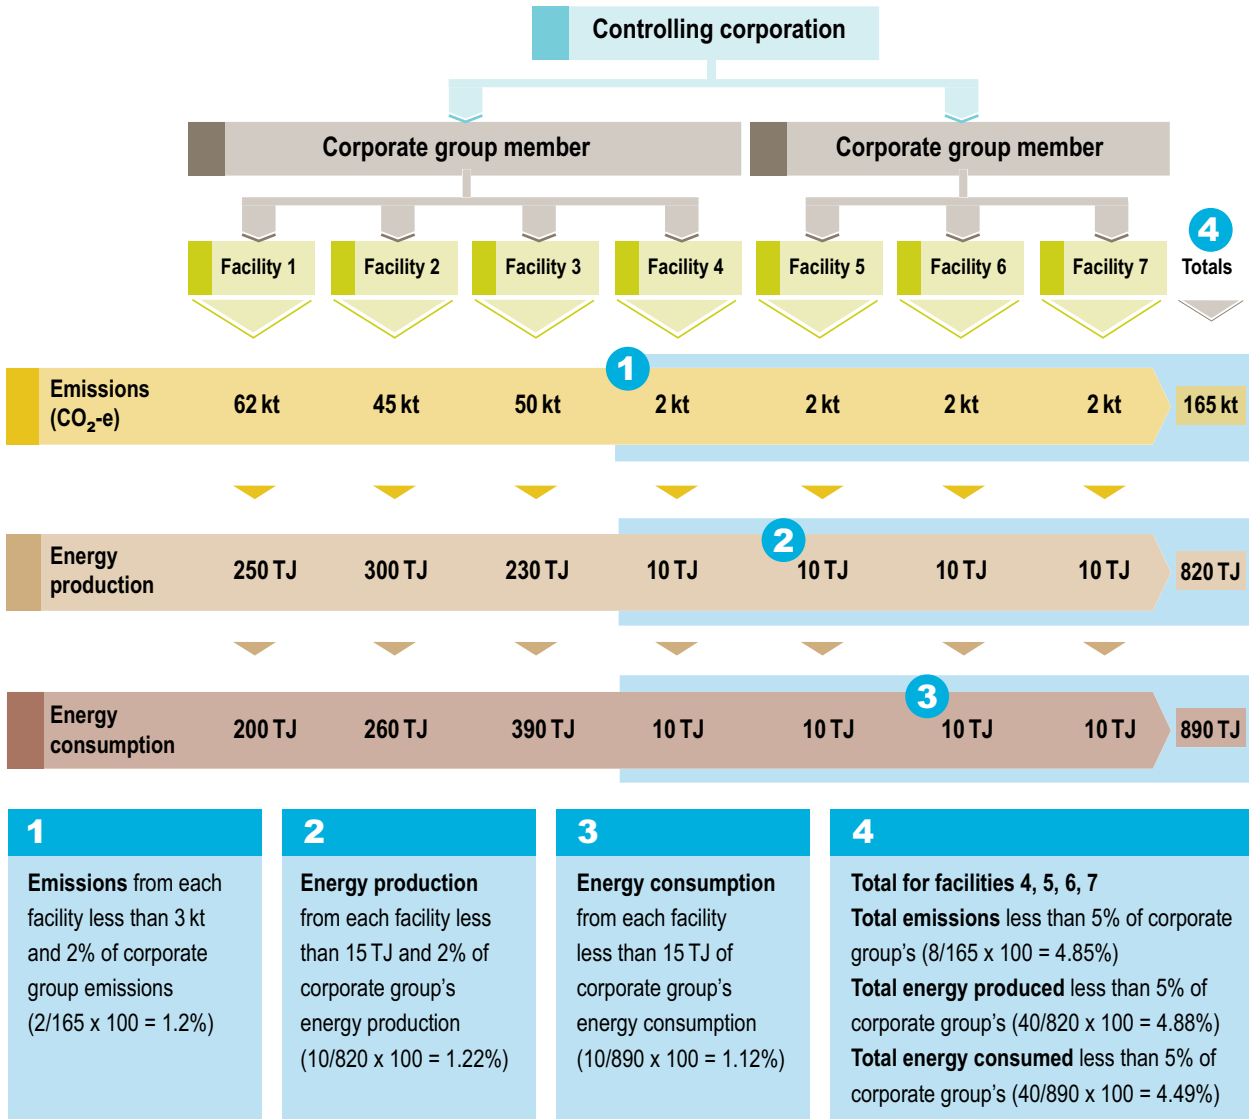 Controlling corporation
Corporate group member
Corporate group member
4
Facility 1
Facility 2
Facility 3
Facility 4
Facility 5
Facility 6
Facility 7
Totals
1
Emissions
(CO₂-e)
62 kt
45 kt
50 kt
2 kt
2 kt
2 kt
2 kt
165 kt
2
Energy
production
250 TJ
300 TJ
230 TJ
10 TJ
10 TJ
10 TJ
10 TJ
820 TJ
3
Energy
consumption
200 TJ
260 TJ
390 TJ
10 TJ
10 TJ
10 TJ
10 TJ
890 TJ
1
Emissions from each
facility less than 3 kt
and 2% of corporate
group emissions
(2/165 x 100 = 1.2%)
2
Energy production
from each facility less
than 15 TJ and 2% of
corporate group's
energy production
(10/820 x 100 = 1.22%)
3
Energy consumption
from each facility
less than 15 TJ of
corporate group's
energy consumption
(10/890 x 100 = 1.12%)
4
Total for facilities 4, 5, 6, 7
Total emissions less than 5% of corporate
group's (8/165 x 100 = 4.85%)
Total energy produced less than 5% of
corporate group's (40/820 x 100 = 4.88%)
Total energy consumed less than 5% of
corporate group's (40/890 x 100 = 4.49%)